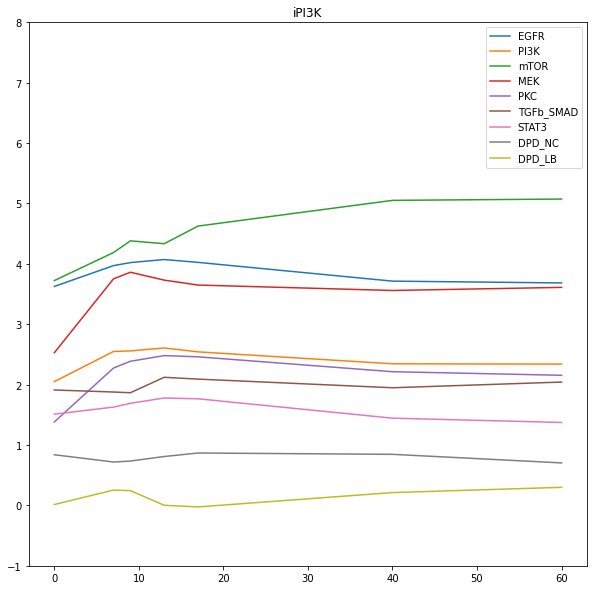 iPI3K
8
7
6
5
4
3
2
1
0
−1
0 10 20 30 40 50 60
EGFR
PI3K
mTOR
MEK
PKC
TGFb_SMAD
STAT3
DPD_NC
DPD_LB